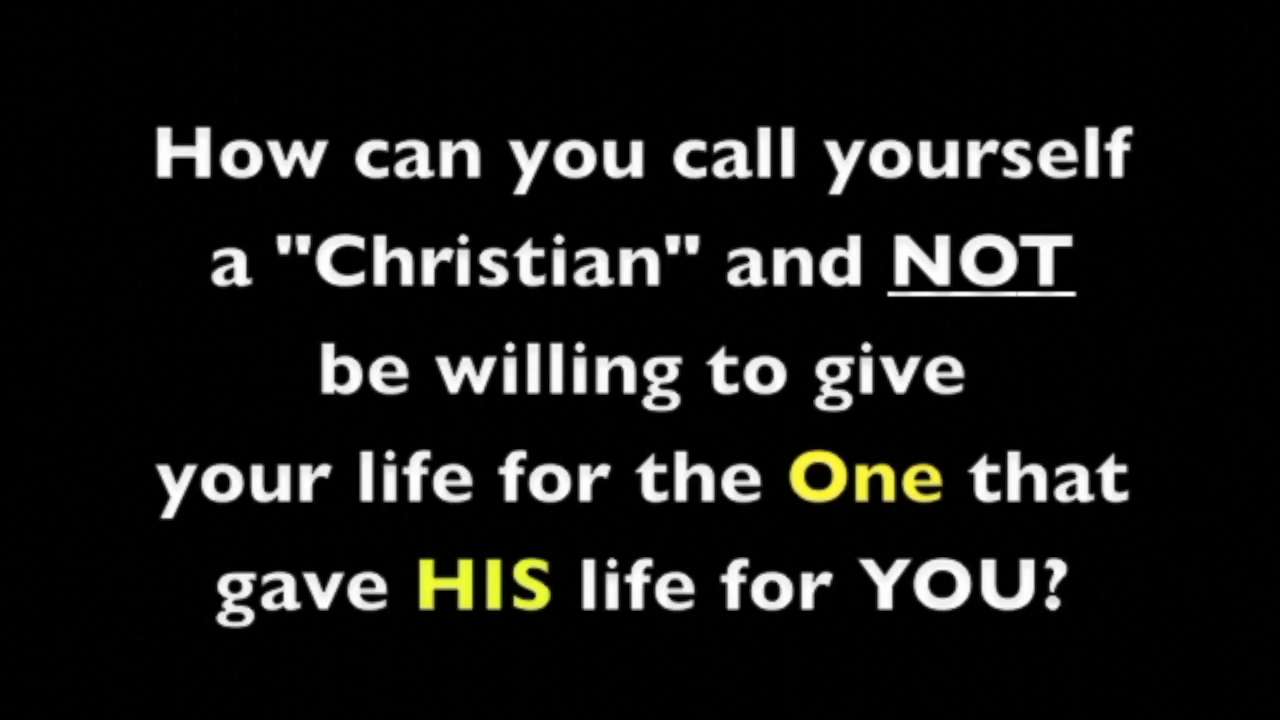 How can you call yourself
a "Christian" and NOT
be willing to give
your life for the One that
gave HIS life for YOU?